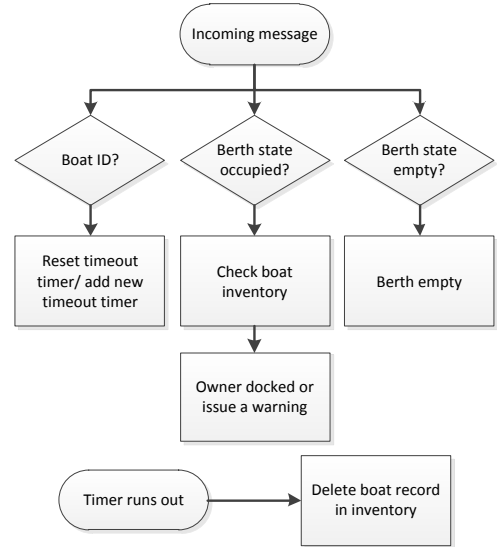 Incoming message
Boat ID?
Berth state
occupied?
Berth state
empty?
Reset timeout
timer/ add new
timeout timer
Check boat
inventory
Berth empty
Owner docked or
issue a warning
Timer runs out
Delete boat record
in inventory